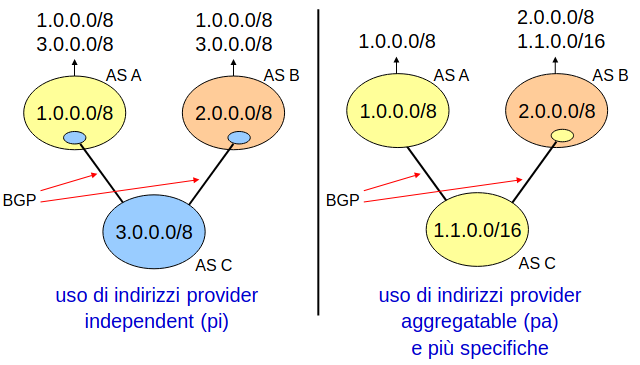 1.0.0.0/8
3.0.0.0/8
1.0.0.0/8
3.0.0.0/8
AS A
AS B
1.0.0.0/8
2.0.0.0/8
BGP
3.0.0.0/8
AS C
uso di indirizzi provider
independent (pi)
1.0.0.0/8
2.0.0.0/8
1.1.0.0/16
AS A
AS B
1.0.0.0/8
2.0.0.0/8
BGP
1.1.0.0/16
AS C
uso di indirizzi provider
aggregatable (pa)
e più specifiche